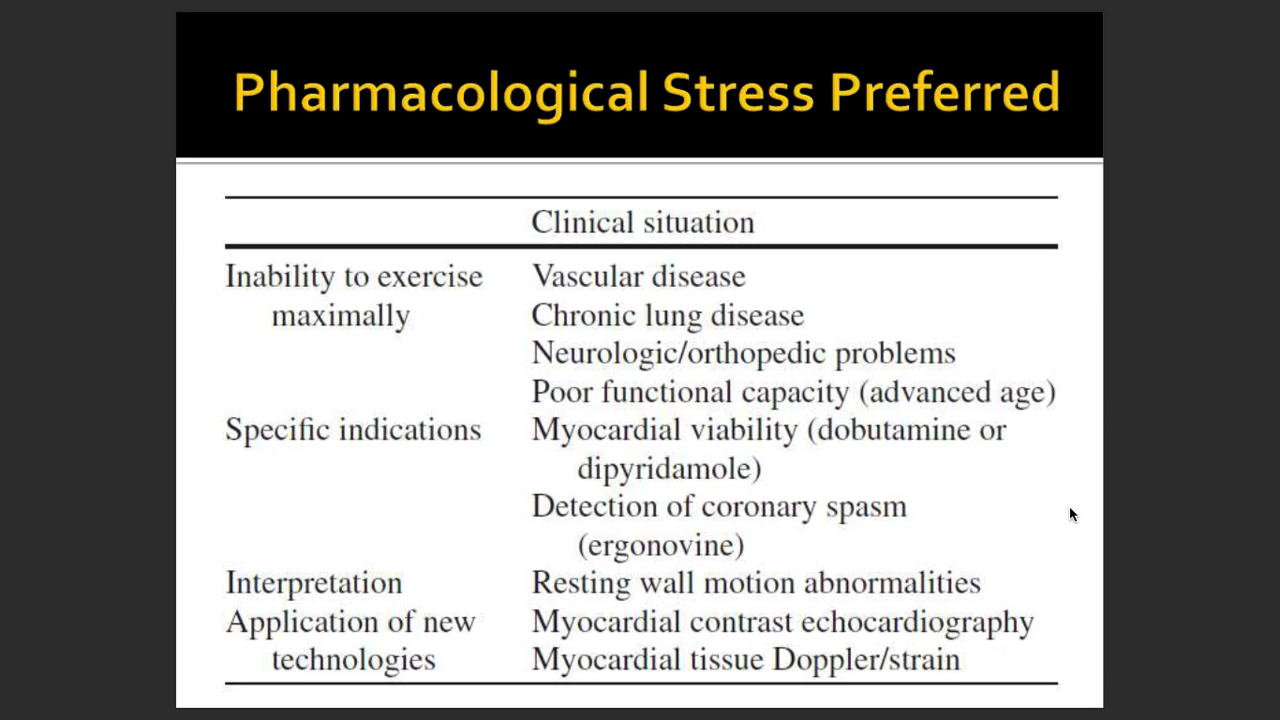 Pharmacological Stress Preferred
Clinical situation
Inability to exercise maximally
Vascular disease
Chronic lung disease
Neurologic/orthopedic problems
Poor functional capacity (advanced age)
Specific indications
Myocardial viability (dobutamine or
dipyridamole)
Detection of coronary spasm
(ergonovine)
Interpretation
Resting wall motion abnormalities
Application of new
technologies
Myocardial contrast echocardiography
Myocardial tissue Doppler/strain